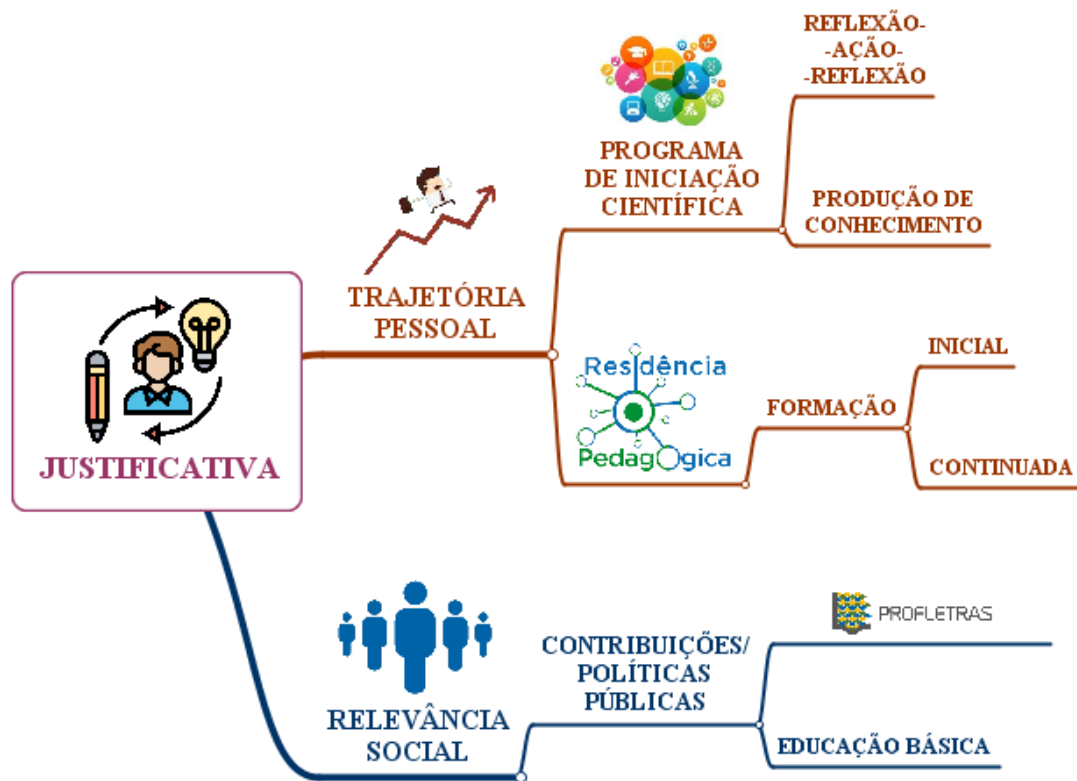 JUSTIFICATIVA
TRAJETÓRIA
PESSOAL
PROGRAMA
DE INICIAÇÃO
CIENTÍFICA
REFLEXÃO-
-AÇÃO-
-REFLEXÃO
PRODUÇÃO DE
CONHECIMENTO
Residência
Pedagógica
FORMAÇÃO
INICIAL
CONTINUADA
RELEVÂNCIA
SOCIAL
CONTRIBUIÇÕES/
POLÍTICAS
PÚBLICAS
PROFLETRAS
EDUCAÇÃO BÁSICA